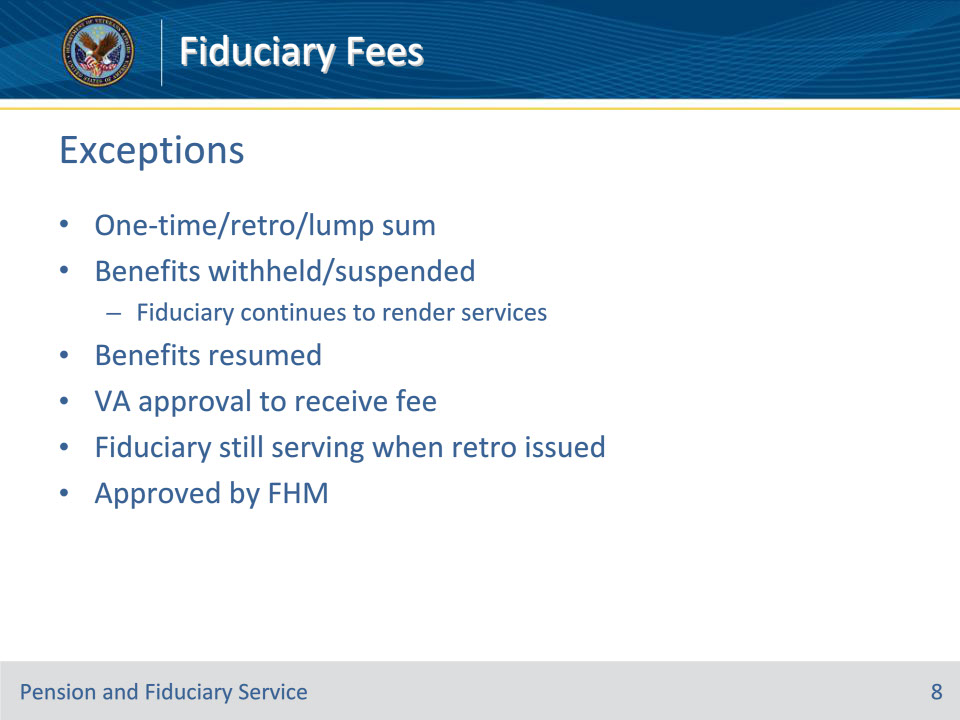 Fiduciary Fees
Exceptions
• One-time/retro/lump sum
• Benefits withheld/suspended
– Fiduciary continues to render services
• Benefits resumed
• VA approval to receive fee
• Fiduciary still serving when retro issued
• Approved by FHM
Pension and Fiduciary Service
8